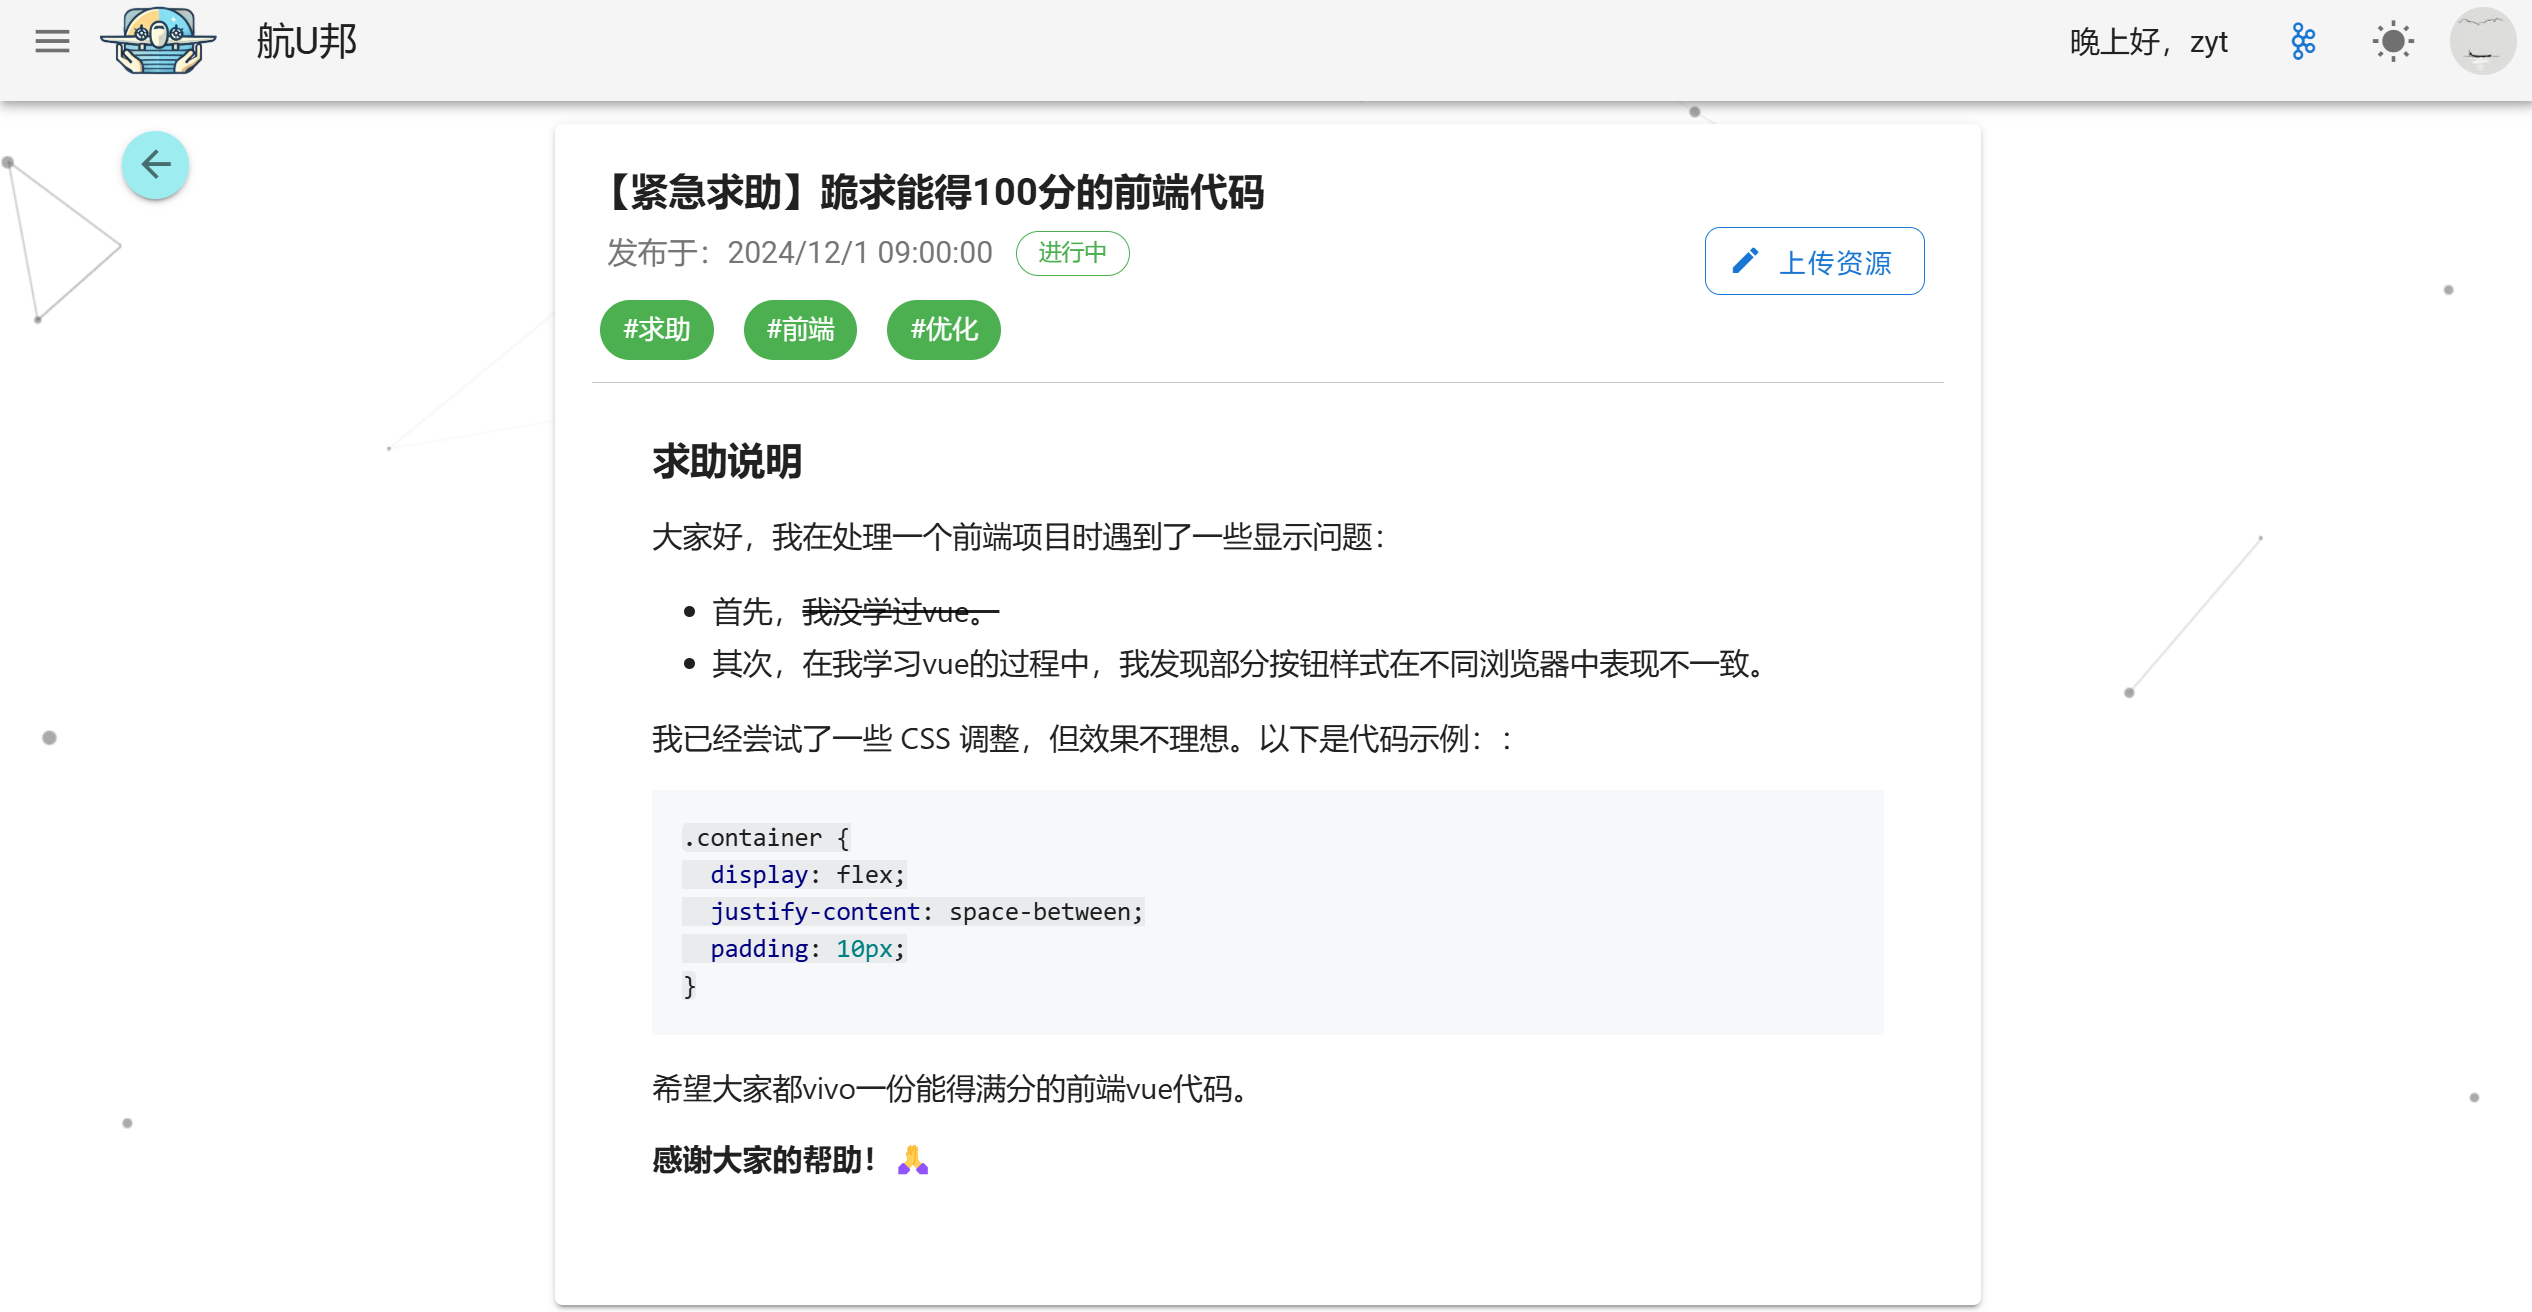 航U邦
晚上好，zyt
【紧急求助】跪求能得100分的前端代码
发布于：2024/12/1 09:00:00 进行中
上传资源
#求助 #前端 #优化
求助说明
大家好，我在处理一个前端项目时遇到了一些显示问题：
首先，我没学过vue。
其次，在我学习vue的过程中，我发现部分按钮样式在不同浏览器中表现不一致。
我已经尝试了一些 CSS 调整，但效果不理想。以下是代码示例：:
.container {
  display: flex;
  justify-content: space-between;
  padding: 10px;
}
希望大家都vivo一份能得满分的前端vue代码。
感谢大家的帮助！🙏